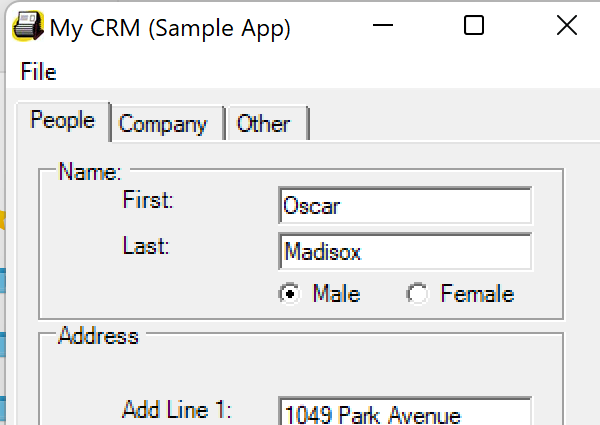 My CRM (Sample App)
File
People Company Other
Name:
First: Oscar
Last: Madisox
Male Female
Address
Add Line 1: 1049 Park Avenue